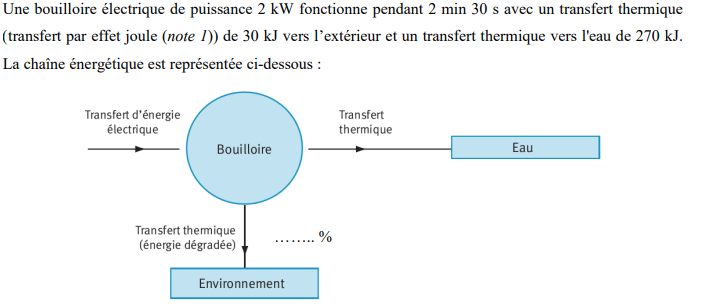 Une bouilloire électrique de puissance 2 kW fonctionne pendant 2 min 30 s avec un transfert thermique
(transfert par effet joule (note 1)) de 30 kJ vers l’extérieur et un transfert thermique vers l'eau de 270 kJ.
La chaîne énergétique est représentée ci-dessous :
Transfert d’énergie
électrique
Transfert
thermique
Bouilloire
Eau
Transfert thermique
(énergie dégradée)
…….. %
Environnement